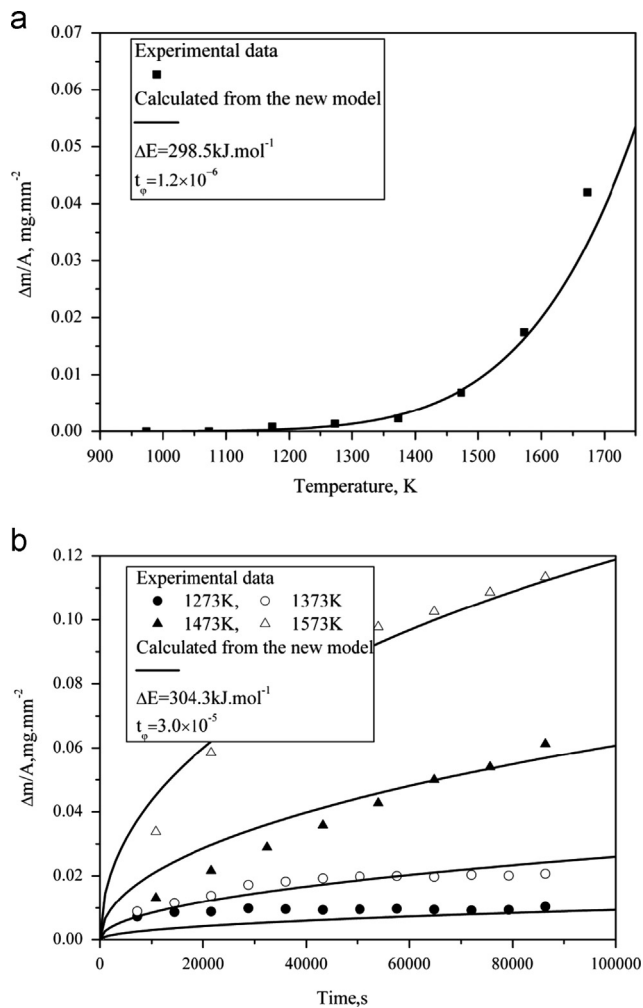 a
0.07
0.06
0.05
0.04
0.03
0.02
0.01
0.00
Δm/A, mg.mm⁻²
Experimental data
Calculated from the new model
ΔE=298.5kJ.mol⁻¹
tφ=1.2×10⁻⁶
900 1000 1100 1200 1300 1400 1500 1600 1700
Temperature, K
b
0.12
0.10
0.08
0.06
0.04
0.02
0.00
Δm/A,mg.mm⁻²
Experimental data
1273K, 1373K
1473K, 1573K
Calculated from the new model
ΔE=304.3kJ.mol⁻¹
tφ=3.0×10⁻⁵
0 20000 40000 60000 80000 100000
Time,s